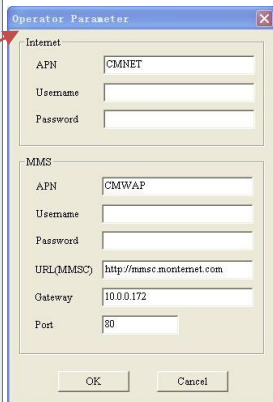 Operator Parameter
Internet
APN CMNET
Username
Password
MMS
APN CMWAP
Username
Password
URL(MMSC) http://mmsc.monternet.com
Gateway 10.0.0.172
Port 80
OK Cancel